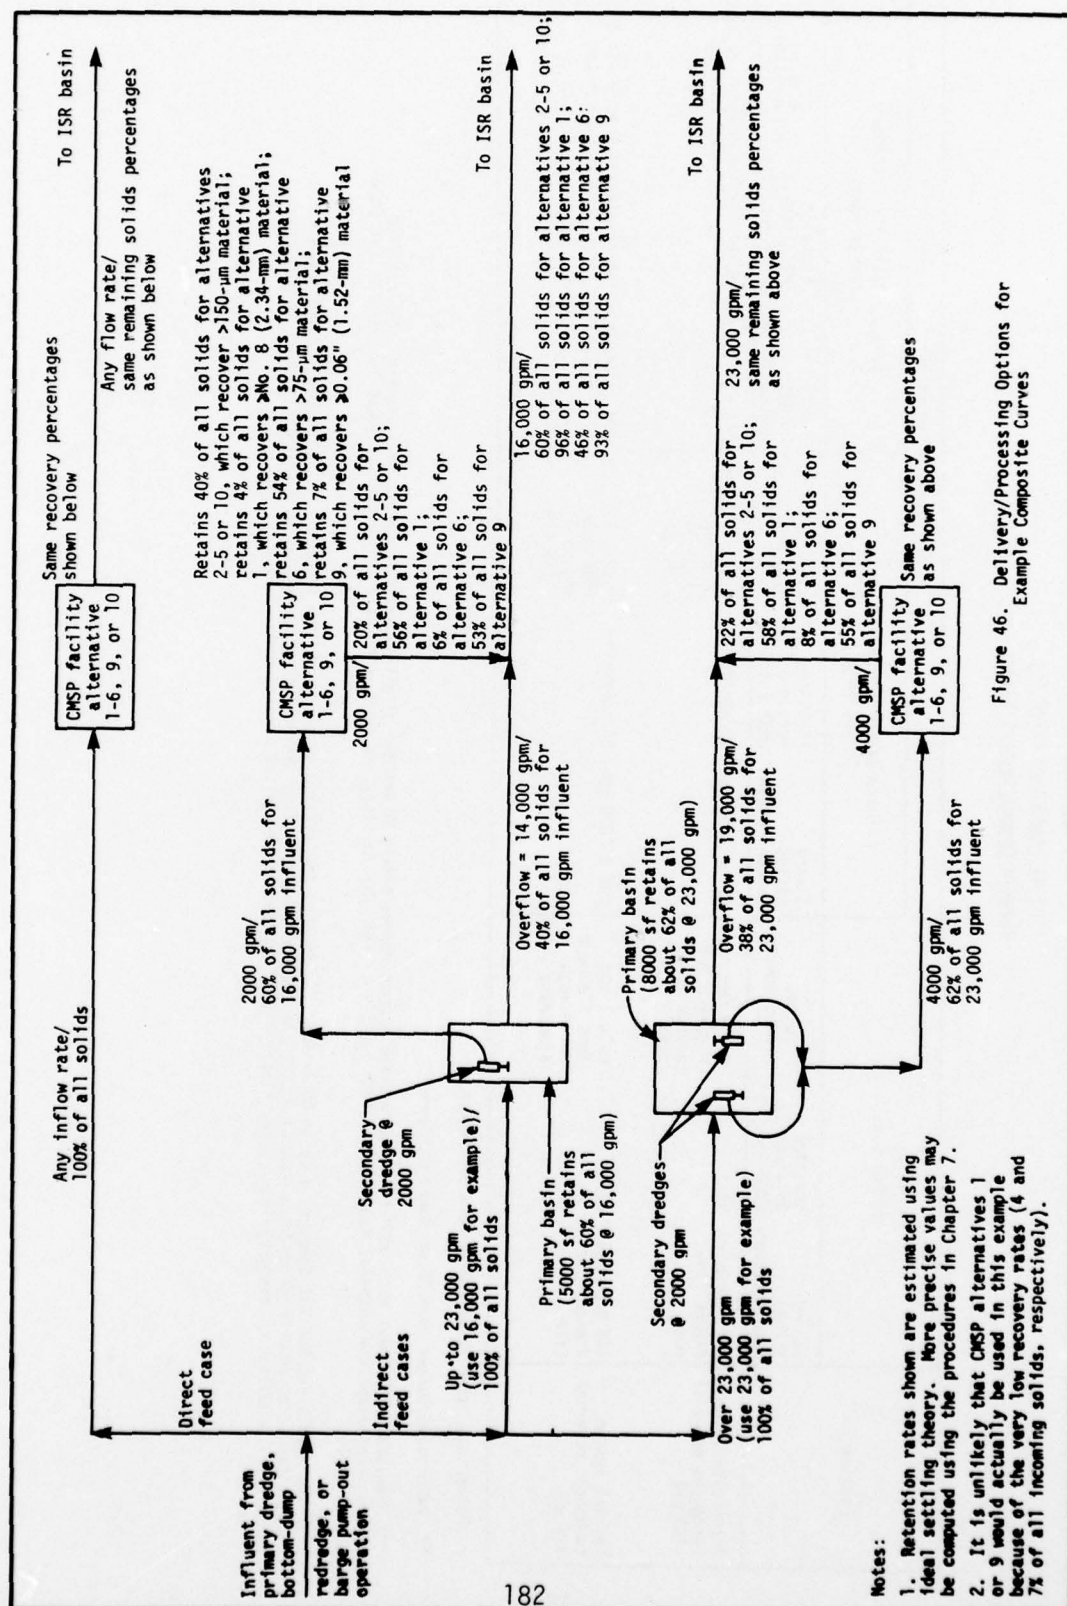 Influent from
primary dredge,
bottom-dump
redredge, or
barge pump-out
operation
Direct
feed case
Indirect
feed cases
Any inflow rate/
100% of all solids
CMSP facility
alternative
1-6, 9, or 10
Same recovery percentages
shown below
Any flow rate/
same remaining solids percentages
as shown below
To ISR basin
Up to 23,000 gpm
(use 16,000 gpm for example)/
100% of all solids
Secondary
dredge @
2000 gpm
Primary basin
(5000 sf retains
about 60% of all
solids @ 16,000 gpm)
2000 gpm/
60% of all solids for
16,000 gpm influent
Overflow = 14,000 gpm/
40% of all solids for
16,000 gpm influent
CMSP facility
alternative
1-6, 9, or 10
Retains 40% of all solids for alternatives
2-5 or 10, which recover >150-μm material;
retains 4% of all solids for alternative
1, which recovers ≥No. 8 (2.34-mm) material;
retains 54% of all solids for alternative
6, which recovers >75-μm material;
retains 7% of all solids for alternative
9, which recovers ≥0.06" (1.52-mm) material
2000 gpm/
20% of all solids for
alternatives 2-5 or 10;
56% of all solids for
alternative 1;
6% of all solids for
alternative 6;
53% of all solids for
alternative 9
To ISR basin
16,000 gpm/
60% of all solids for alternatives 2-5 or 10;
96% of all solids for alternative 1;
46% of all solids for alternative 6;
93% of all solids for alternative 9
Over 23,000 gpm
(use 23,000 gpm for example)
100% of all solids
Secondary dredges
@ 2000 gpm
Primary basin
(8000 sf retains
about 62% of all
solids @ 23,000 gpm)
Overflow = 19,000 gpm/
38% of all solids for
23,000 gpm influent
4000 gpm/
62% of all solids for
23,000 gpm influent
CMSP facility
alternative
1-6, 9, or 10
Same recovery percentages
as shown above
4000 gpm/
22% of all solids for
alternatives 2-5 or 10;
58% of all solids for
alternative 1;
8% of all solids for
alternative 6;
55% of all solids for
alternative 9
To ISR basin
23,000 gpm/
same remaining solids percentages
as shown above
Notes:
1. Retention rates shown are estimated using
ideal settling theory. More precise values may
be computed using the procedures in Chapter 7.
2. It is unlikely that CMSP alternatives 1
or 9 would actually be used in this example
because of the very low recovery rates (4 and
7% of all incoming solids, respectively).
Figure 46. Delivery/Processing Options for
Example Composite Curves
182